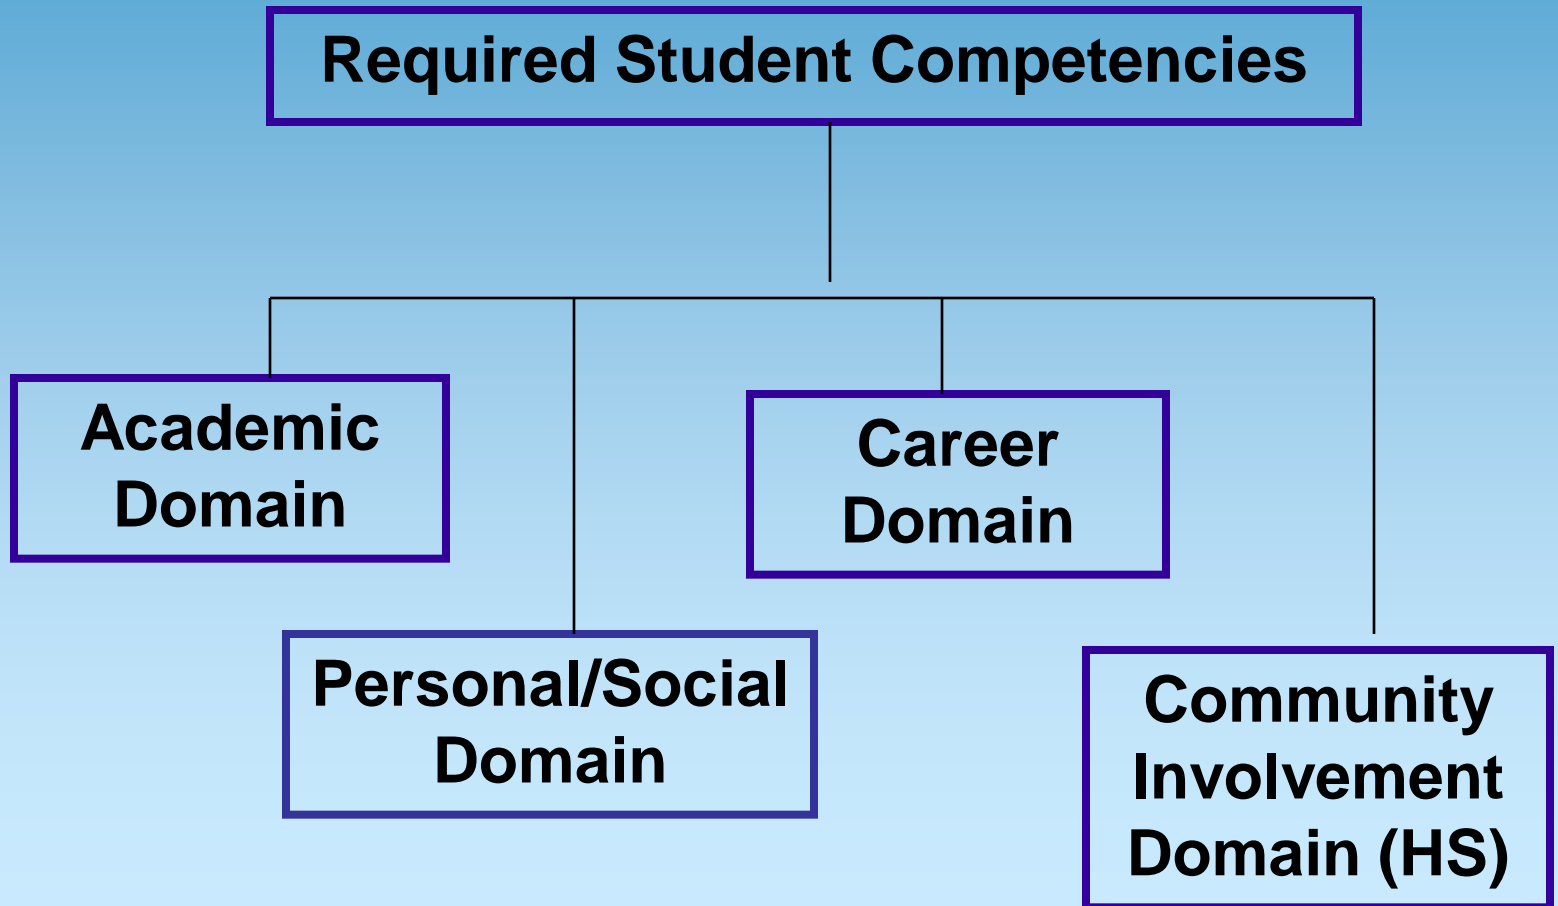 Required Student Competencies
Academic
Domain
Career
Domain
Personal/Social
Domain
Community
Involvement
Domain (HS)